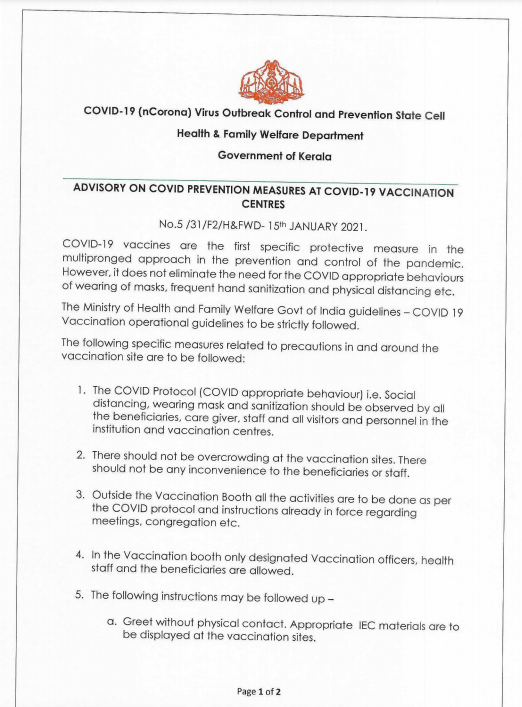 COVID-19 (nCorona) Virus Outbreak Control and Prevention State Cell
Health & Family Welfare Department
Government of Kerala
ADVISORY ON COVID PREVENTION MEASURES AT COVID-19 VACCINATION
CENTRES
No.5 /31/F2/H&FWD- 15th JANUARY 2021.
COVID-19 vaccines are the first specific protective measure in the
multipronged approach in the prevention and control of the pandemic.
However, it does not eliminate the need for the COVID appropriate behaviours
of wearing of masks, frequent hand sanitization and physical distancing etc.
The Ministry of Health and Family Welfare Govt of India guidelines – COVID 19
Vaccination operational guidelines to be strictly followed.
The following specific measures related to precautions in and around the
vaccination site are to be followed:
1. The COVID Protocol (COVID appropriate behaviour) i.e. Social
distancing, wearing mask and sanitization should be observed by all
the beneficiaries, care giver, staff and all visitors and personnel in the
institution and vaccination centres.
2. There should not be overcrowding at the vaccination sites. There
should not be any inconvenience to the beneficiaries or staff.
3. Outside the Vaccination Booth all the activities are to be done as per
the COVID protocol and instructions already in force regarding
meetings, congregation etc.
4. In the Vaccination booth only designated Vaccination officers, health
staff and the beneficiaries are allowed.
5. The following instructions may be followed up –
a. Greet without physical contact. Appropriate IEC materials are to
be displayed at the vaccination sites.
Page 1 of 2